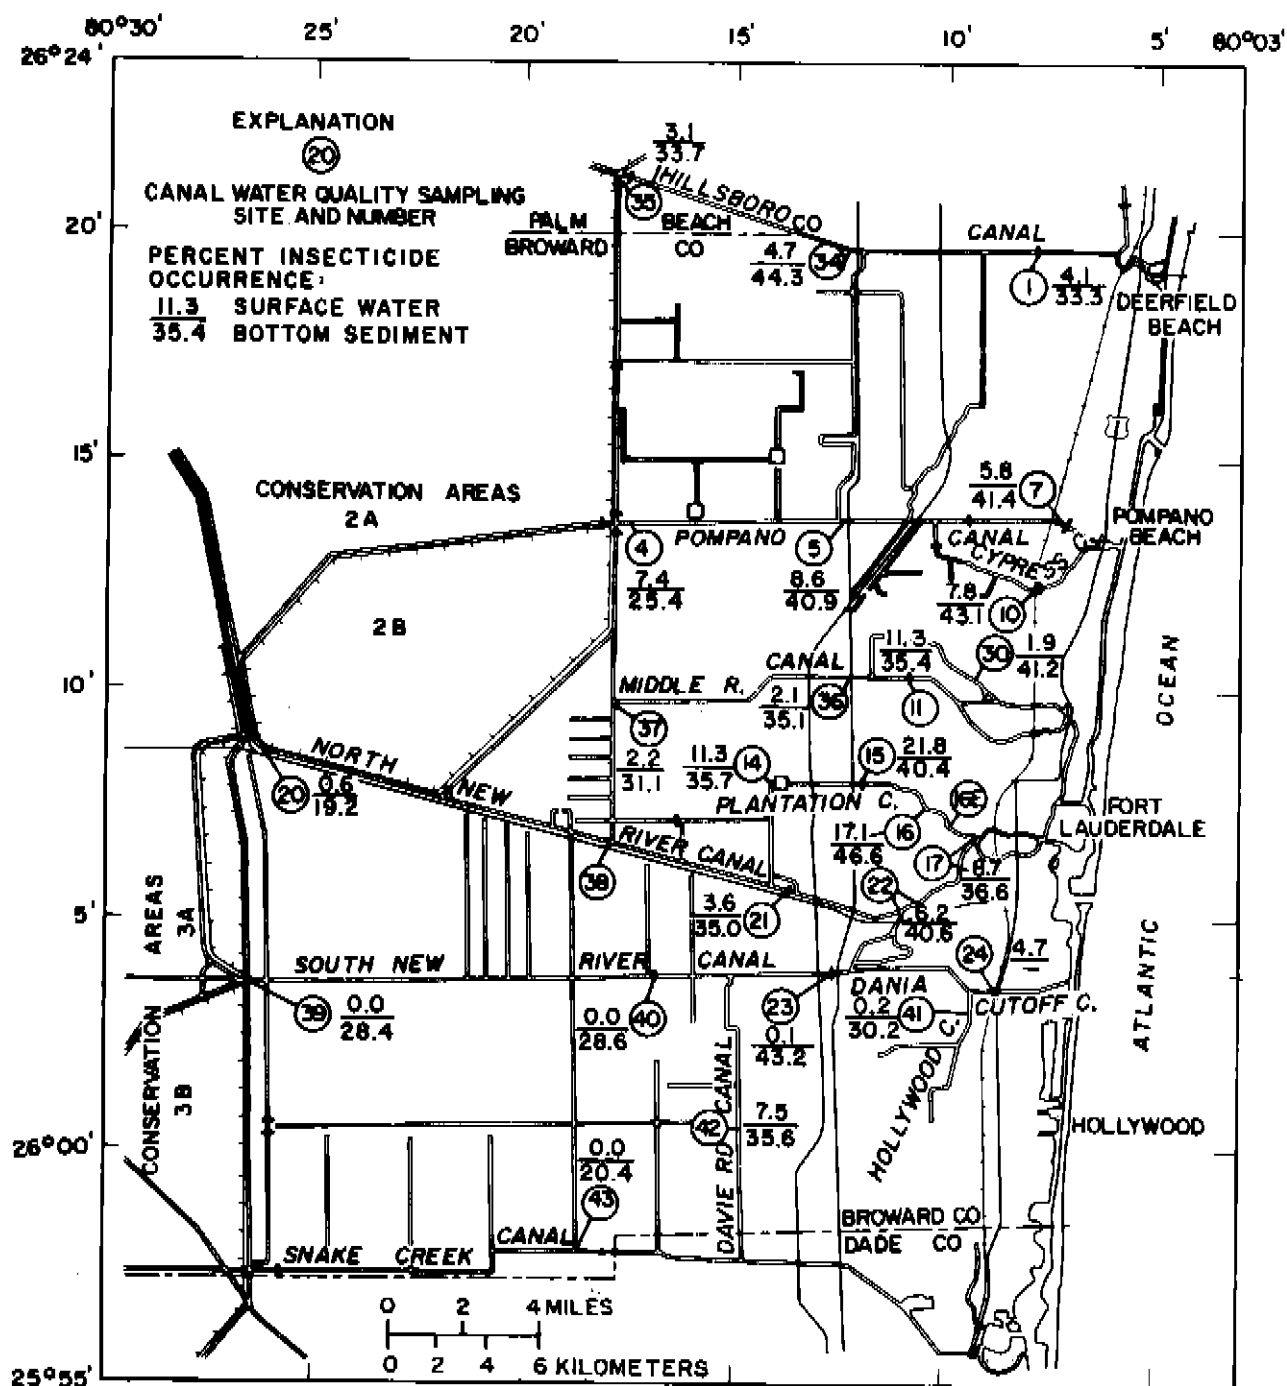 80°30' 25' 20' 15' 10' 5' 80°03'
26°24'
EXPLANATION
20
CANAL WATER QUALITY SAMPLING
SITE AND NUMBER
PERCENT INSECTICIDE
OCCURRENCE:
11.3 SURFACE WATER
35.4 BOTTOM SEDIMENT
3.1
33.7
35
HILLSBORO
CANAL
20'
PALM BEACH CO
BROWARD CO
4.7
44.3
34
1
4.1
33.3
DEERFIELD
BEACH
15'
CONSERVATION AREAS
2A
5.8
41.4
7
POMPANO
BEACH
4
POMPANO
5
CANAL
CYPRESS
C.
7.4
25.4
8.6
40.9
7.8
43.1
10
2B
11.3
35.4
30
1.9
41.2
OCEAN
10'
MIDDLE R.
CANAL
2.1
35.1
36
11
37
2.2
31.1
NORTH
NEW
RIVER CANAL
20
0.6
19.2
11.3
35.7
14
15
21.8
40.4
PLANTATION C.
16E
16
17.1
46.6
17
8.7
36.6
FORT
LAUDERDALE
38
22
6.2
40.6
5'
3.6
35.0
21
CONSERVATION AREAS
3A
3B
24
4.7
—
SOUTH NEW RIVER CANAL
DANIA
CUTOFF C.
39
0.0
28.4
0.0
28.6
40
23
0.1
43.2
0.2
30.2
41
HOLLYWOOD C.
ATLANTIC
DAVIE RD CANAL
42
7.5
35.6
HOLLYWOOD
26°00'
0.0
20.4
43
BROWARD CO
DADE CO
SNAKE CREEK CANAL
0 2 4 MILES
0 2 4 6 KILOMETERS
25°55'